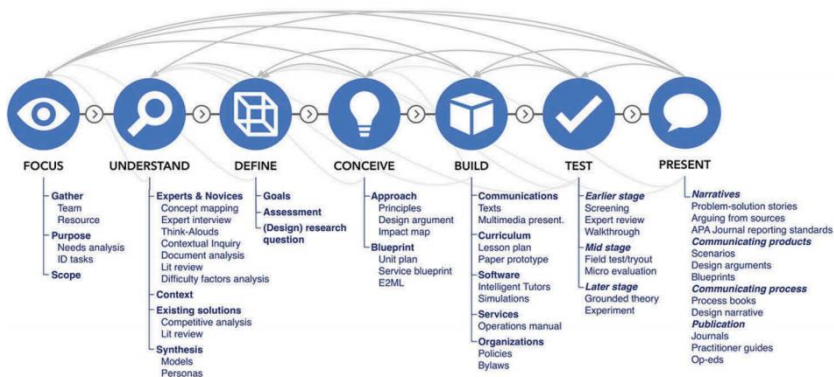 FOCUS
Gather
Team
Resource
Purpose
Needs analysis
ID tasks
Scope
UNDERSTAND
Experts & Novices
Concept mapping
Expert interview
Think-Alouds
Contextual Inquiry
Document analysis
Lit review
Difficulty factors analysis
Context
Existing solutions
Competitive analysis
Lit review
Synthesis
Models
Personas
DEFINE
Goals
Assessment
(Design) research
question
CONCEIVE
Approach
Principles
Design argument
Impact map
Blueprint
Unit plan
Service blueprint
E2ML
BUILD
Communications
Texts
Multimedia present.
Curriculum
Lesson plan
Paper prototype
Software
Intelligent Tutors
Simulations
Services
Operations manual
Organizations
Policies
Bylaws
TEST
Earlier stage
Screening
Expert review
Walkthrough
Mid stage
Field test/tryout
Micro evaluation
Later stage
Grounded theory
Experiment
PRESENT
Narratives
Problem-solution stories
Arguing from sources
APA Journal reporting standards
Communicating products
Scenarios
Design arguments
Blueprints
Communicating process
Process books
Design narrative
Publication
Journals
Practitioner guides
Op-eds